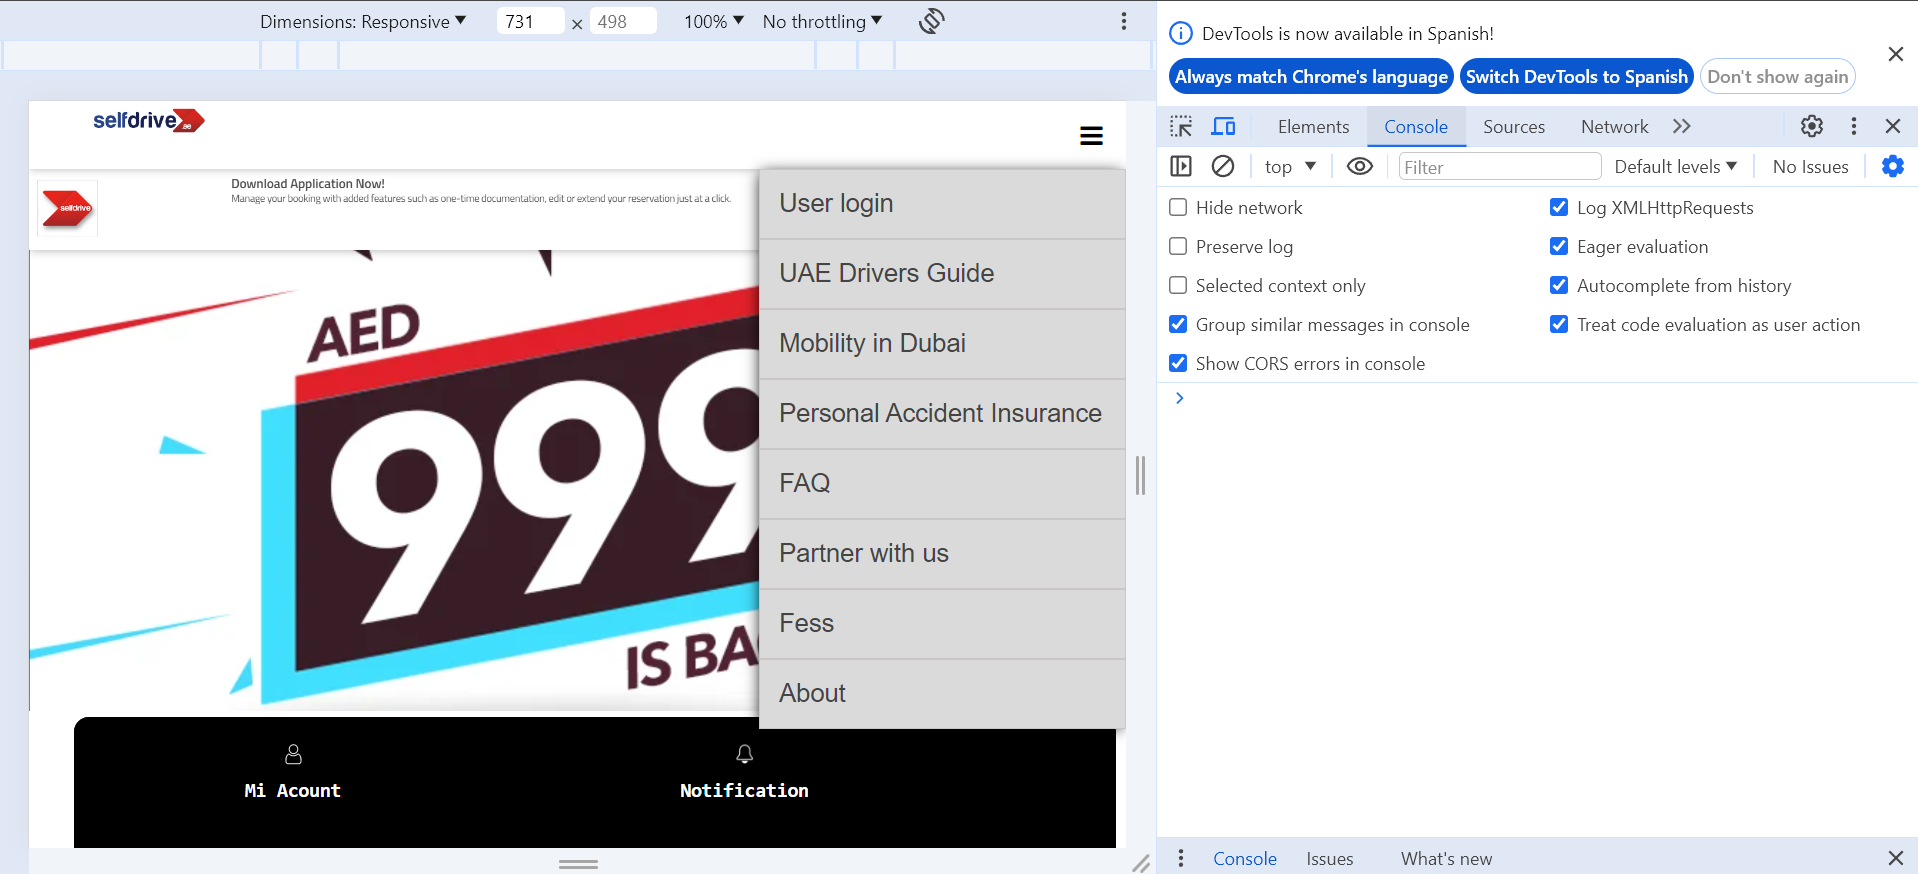 Dimensions: Responsive
731 × 498
100%
No throttling
selfdrive.ae
Download Application Now!
Manage your booking with added features such as one-time documentation, edit or extend your reservation just at a click.
selfdrive
AED
999
IS BA
User login
UAE Drivers Guide
Mobility in Dubai
Personal Accident Insurance
FAQ
Partner with us
Fess
About
Mi Acount
Notification
DevTools is now available in Spanish!
Always match Chrome's language
Switch DevTools to Spanish
Don't show again
Elements
Console
Sources
Network
top
Filter
Default levels
No Issues
Hide network
Log XMLHttpRequests
Preserve log
Eager evaluation
Selected context only
Autocomplete from history
Group similar messages in console
Treat code evaluation as user action
Show CORS errors in console
Console
Issues
What's new